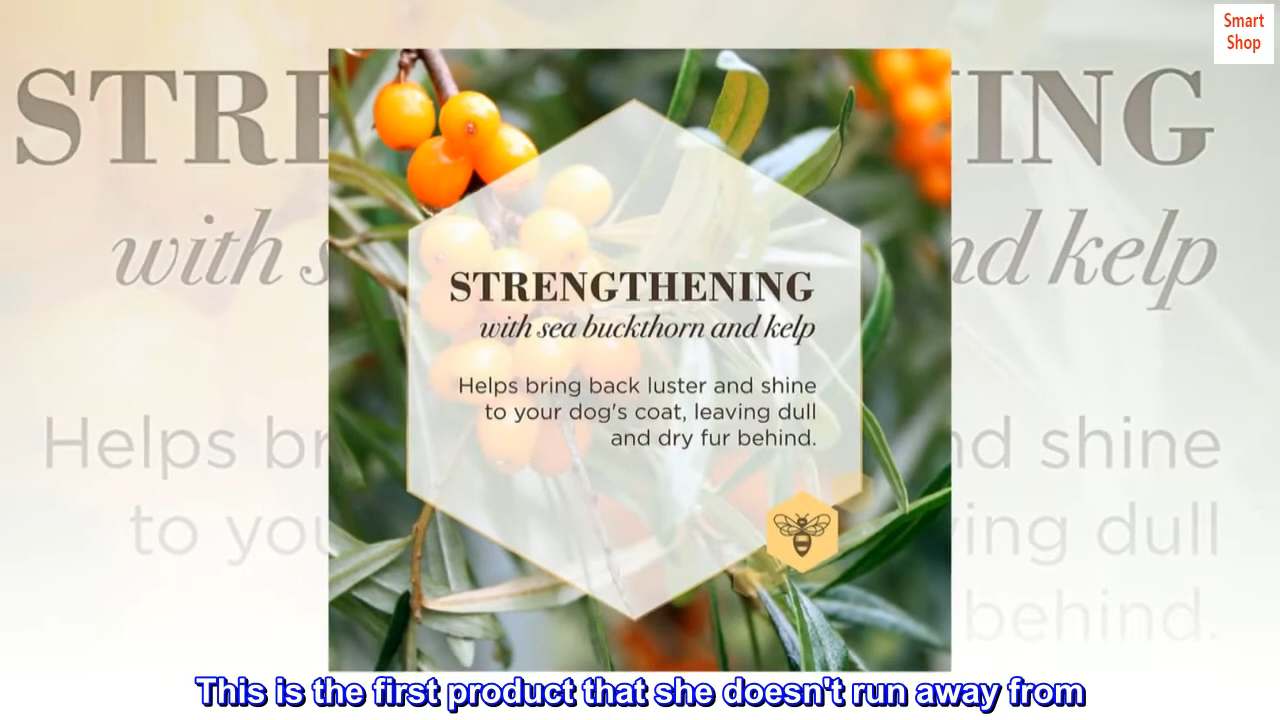 Smart
Shop
STRENGTHENING
with sea buckthorn and kelp
Helps bring back luster and shine
to your dog's coat, leaving dull
and dry fur behind.
This is the first product that she doesn't run away from